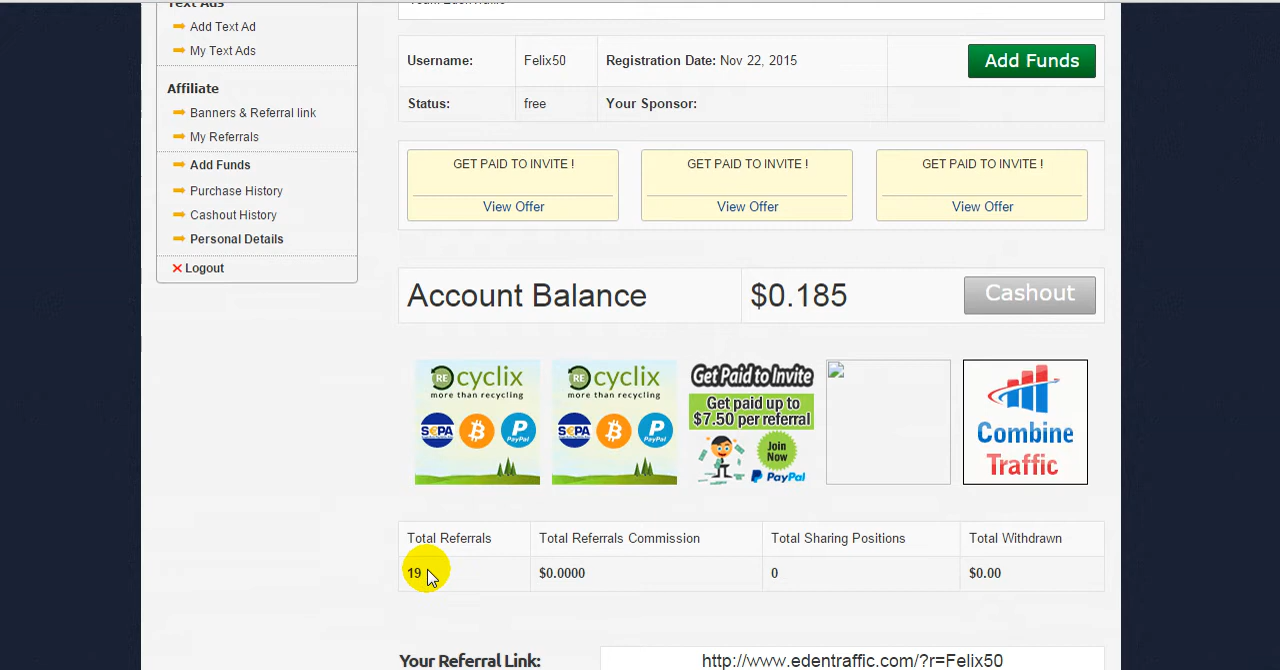 Text Ads
Add Text Ad
My Text Ads
Affiliate
Banners & Referral link
My Referrals
Add Funds
Purchase History
Cashout History
Personal Details
Logout
Username: Felix50 Registration Date: Nov 22, 2015 Add Funds
Status: free Your Sponsor:
GET PAID TO INVITE ! GET PAID TO INVITE ! GET PAID TO INVITE !
View Offer View Offer View Offer
Account Balance $0.185 Cashout
RE cyclix
more than recycling
SEPA PayPal
RE cyclix
more than recycling
SEPA PayPal
Get Paid to Invite
Get paid up to
$7.50 per referral
Join
Now
PayPal
Combine
Traffic
Total Referrals Total Referrals Commission Total Sharing Positions Total Withdrawn
19 $0.0000 0 $0.00
Your Referral Link: http://www.edentraffic.com/?r=Felix50